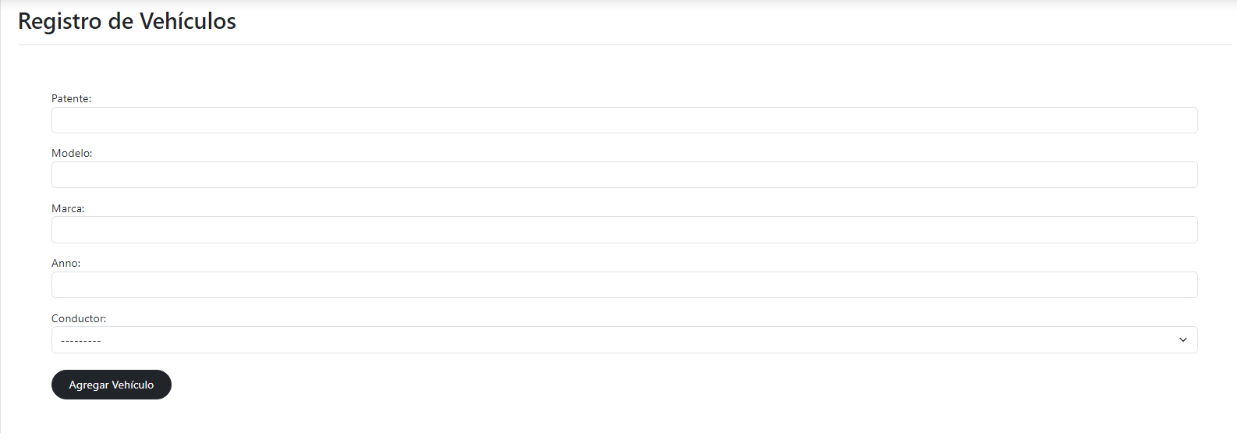 Registro de Vehículos
Patente:
Modelo:
Marca:
Anno:
Conductor:
---------
Agregar Vehículo